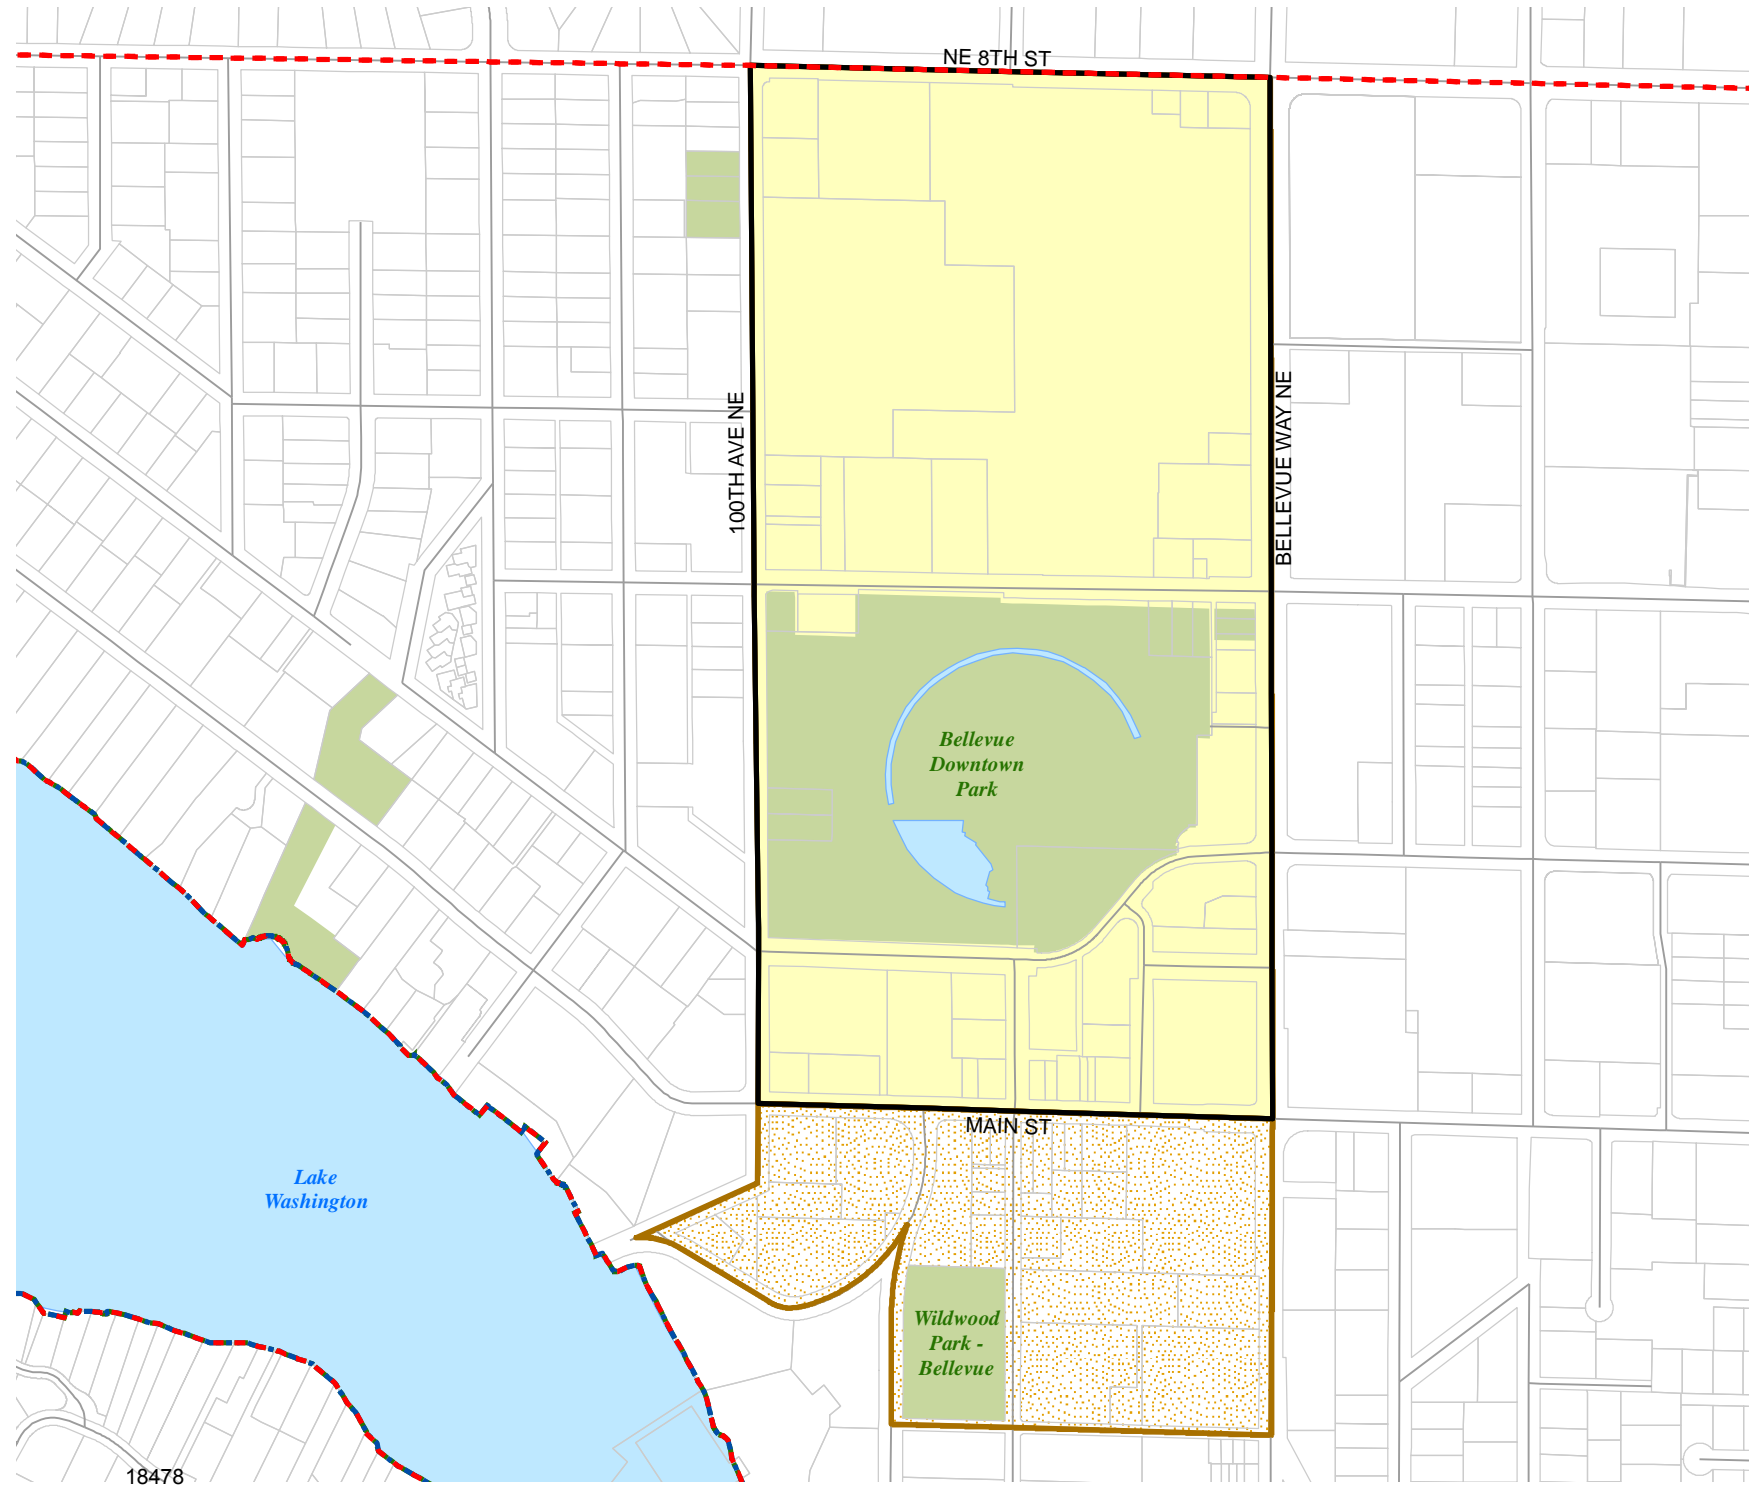 NE 8TH ST
100TH AVE NE
BELLEVUE WAY NE
Bellevue
Downtown
Park
MAIN ST
Lake
Washington
Wildwood
Park -
Bellevue
18478